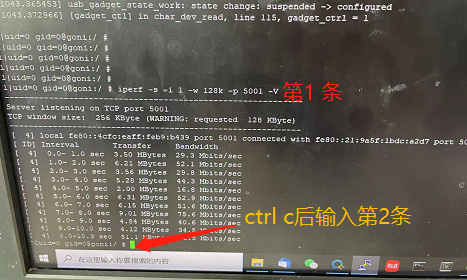 1043.365453] usb_gadget_state_work: state change: suspended -> configured
1043.372966] [gadget_ctl] in char_dev_read, line 115, gadget_ctrl = 1
|uid=0 gid=0@goni:/ #
|uid=0 gid=0@goni:/ #
1|uid=0 gid=0@goni:/ #
1|uid=0 gid=0@goni:/ # iperf -s -i 1 -w 128k -p 5001 -V 第1 条
Server listening on TCP port 5001
TCP window size: 256 KByte (WARNING: requested 128 KByte)
[ 4] local port 5001 connected with port 500
[ ID] Interval Transfer Bandwidth
[ 4] 0.0- 1.0 sec 3.50 MBytes 29.3 Mbits/sec
[ 4] 1.0- 2.0 sec 6.21 MBytes 52.1 Mbits/sec
[ 4] 2.0- 3.0 sec 3.56 MBytes 29.8 Mbits/sec
[ 4] 3.0- 4.0 sec 5.28 MBytes 44.3 Mbits/sec
[ 4] 4.0- 5.0 sec 2.00 MBytes 16.8 Mbits/sec
[ 4] 5.0- 6.0 sec 6.31 MBytes 52.9 Mbits/sec
[ 4] 6.0- 7.0 sec 6.15 MBytes 51.6 Mbits/sec
[ 4] 7.0- 8.0 sec 9.01 MBytes 75.6 Mbits/sec
[ 4] 8.0- 9.0 sec 4.84 MBytes 40.6 Mbits/sec
[ 4] 9.0-10.0 sec 4.12 MBytes 34.5 Mbits/sec
[ 4] 0.0-10.3 sec 51.1 Mbits/sec
uid=0 gid=0@goni:/ #
ctrl c后输入第2条
在这里输入你要搜索的内容